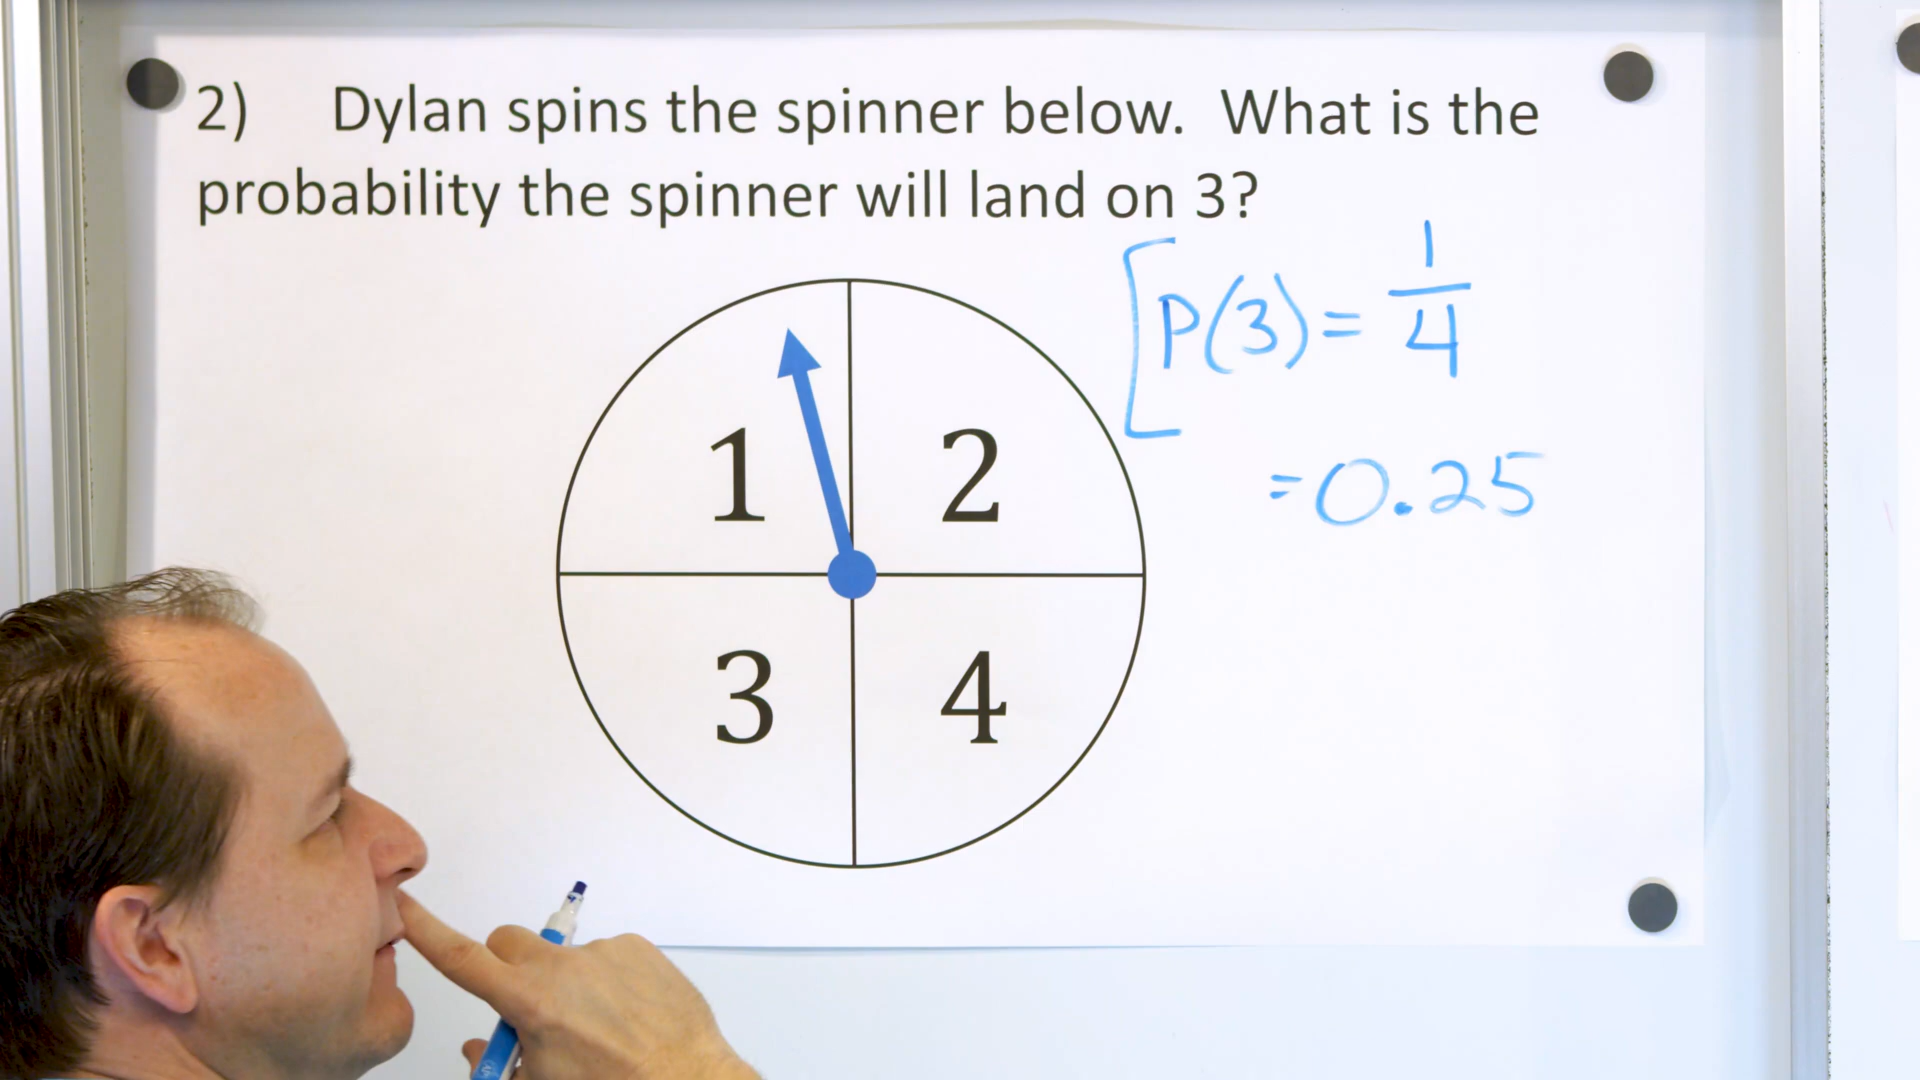 2) Dylan spins the spinner below. What is the
probability the spinner will land on 3?
P(3) = 1/4
= 0.25
1 2
3 4